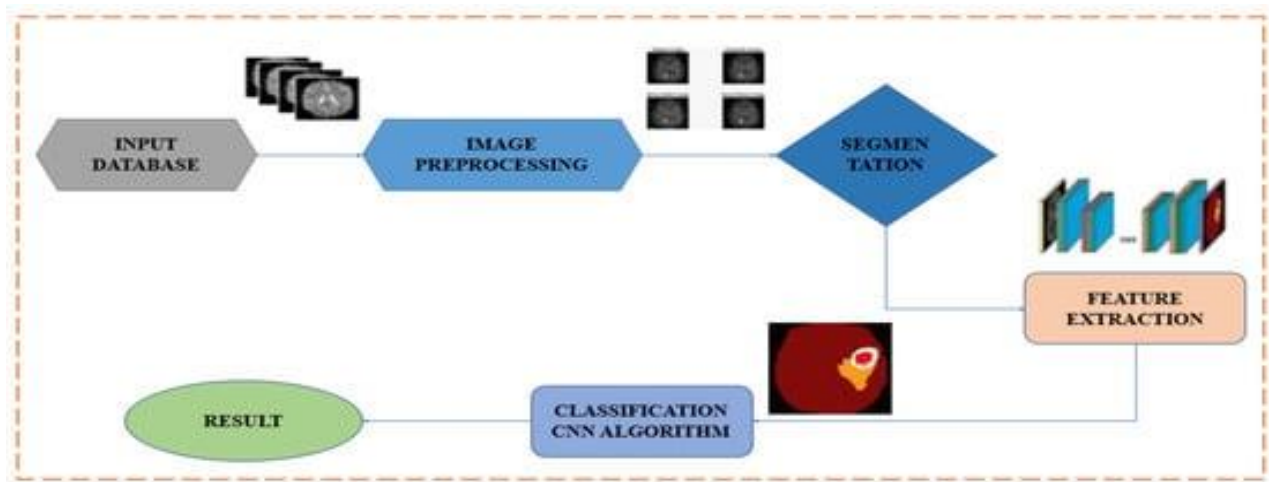 INPUT
DATABASE
IMAGE
PREPROCESSING
SEGMEN
TATION
FEATURE
EXTRACTION
CLASSIFICATION
CNN ALGORITHM
RESULT